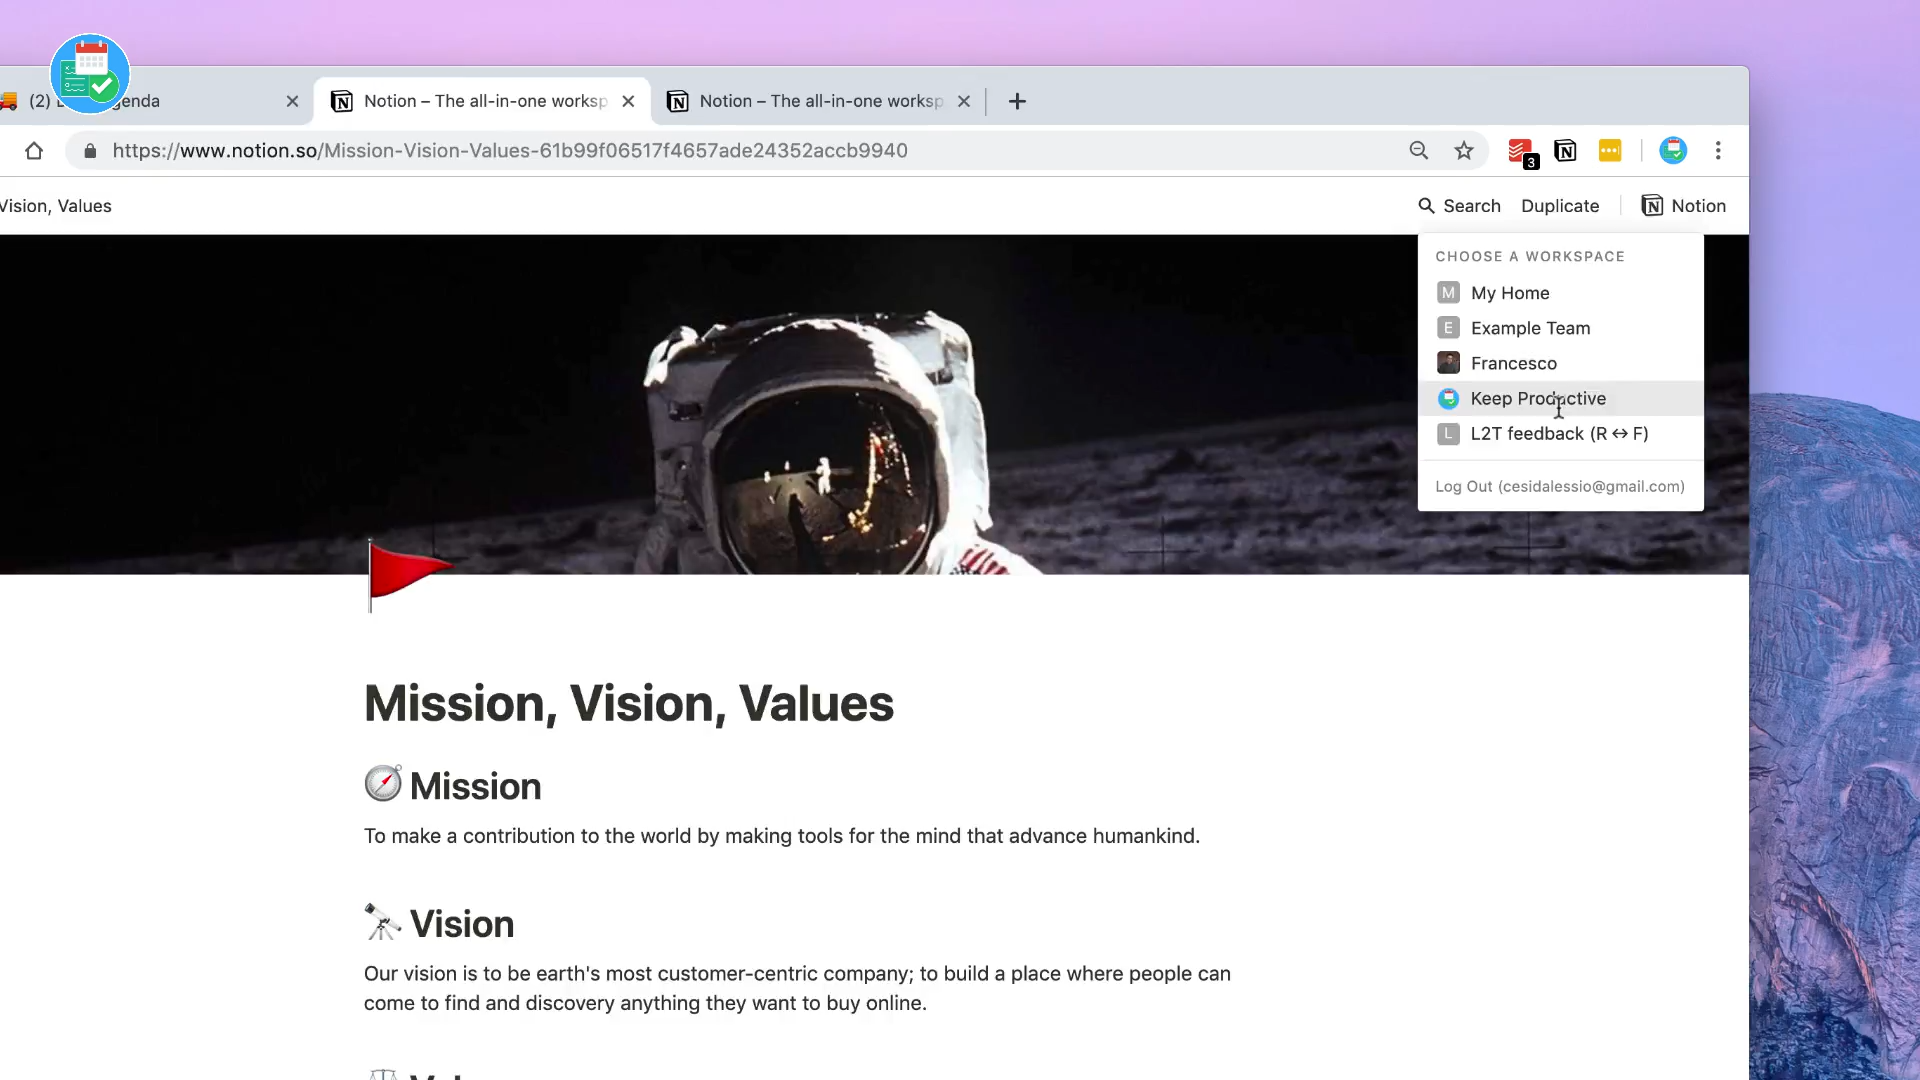 (2)
genda
Notion – The all-in-one worksp
Notion – The all-in-one worksp
https://www.notion.so/Mission-Vision-Values-61b99f06517f4657ade24352accb9940
3
Vision, Values
Search
Duplicate
Notion
CHOOSE A WORKSPACE
M My Home
E Example Team
Francesco
Keep Productive
L L2T feedback (R ↔ F)
Log Out (cesidalessio@gmail.com)
Mission, Vision, Values
Mission
To make a contribution to the world by making tools for the mind that advance humankind.
Vision
Our vision is to be earth's most customer-centric company; to build a place where people can
come to find and discovery anything they want to buy online.